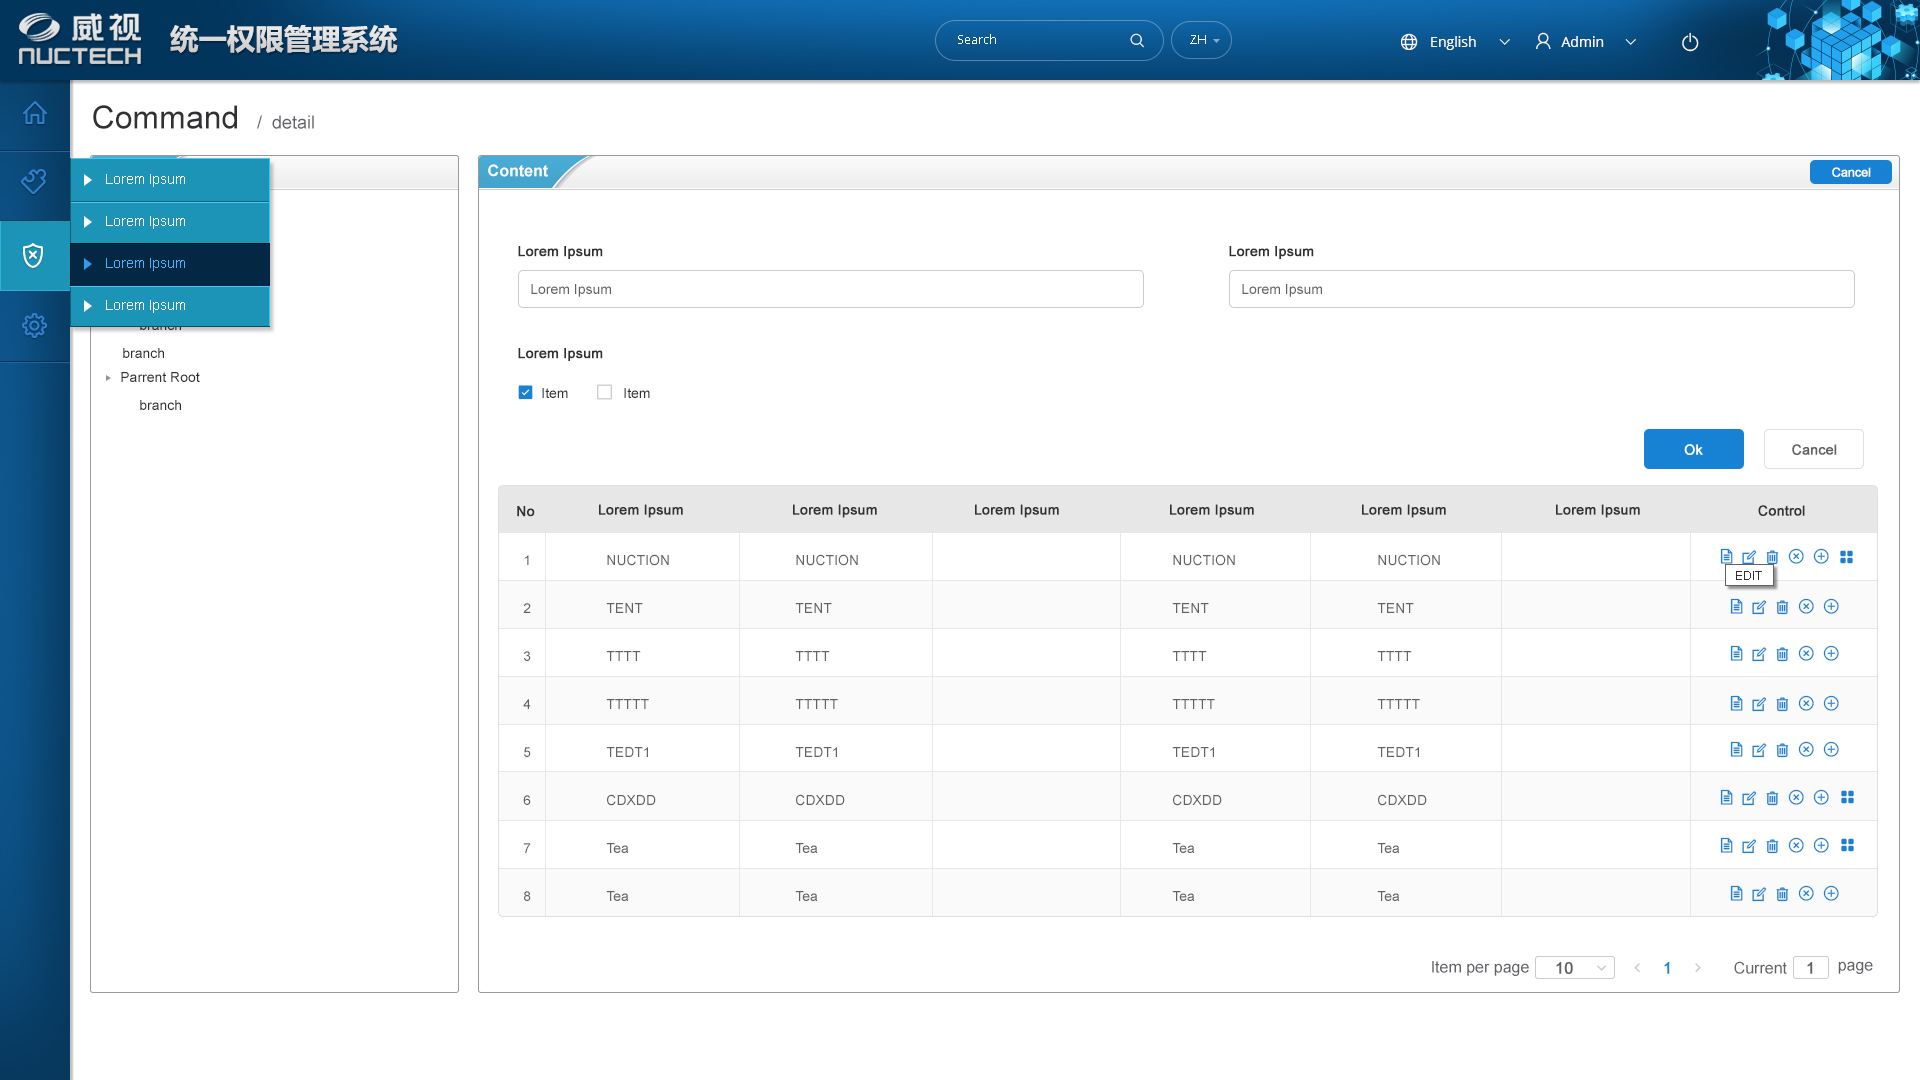 威视
NUCTECH
统一权限管理系统
Search
ZH
English
Admin
Command / detail
Lorem Ipsum
Lorem Ipsum
Lorem Ipsum
Lorem Ipsum
branch
branch
Parrent Root
branch
Content
Cancel
Lorem Ipsum Lorem Ipsum
Lorem Ipsum Lorem Ipsum
Lorem Ipsum
Item Item
Ok Cancel
No Lorem Ipsum Lorem Ipsum Lorem Ipsum Lorem Ipsum Lorem Ipsum Lorem Ipsum Control
1 NUCTION NUCTION NUCTION NUCTION
EDIT
2 TENT TENT TENT TENT
3 TTTT TTTT TTTT TTTT
4 TTTTT TTTTT TTTTT TTTTT
5 TEDT1 TEDT1 TEDT1 TEDT1
6 CDXDD CDXDD CDXDD CDXDD
7 Tea Tea Tea Tea
8 Tea Tea Tea Tea
Item per page 10 < 1 > Current 1 page